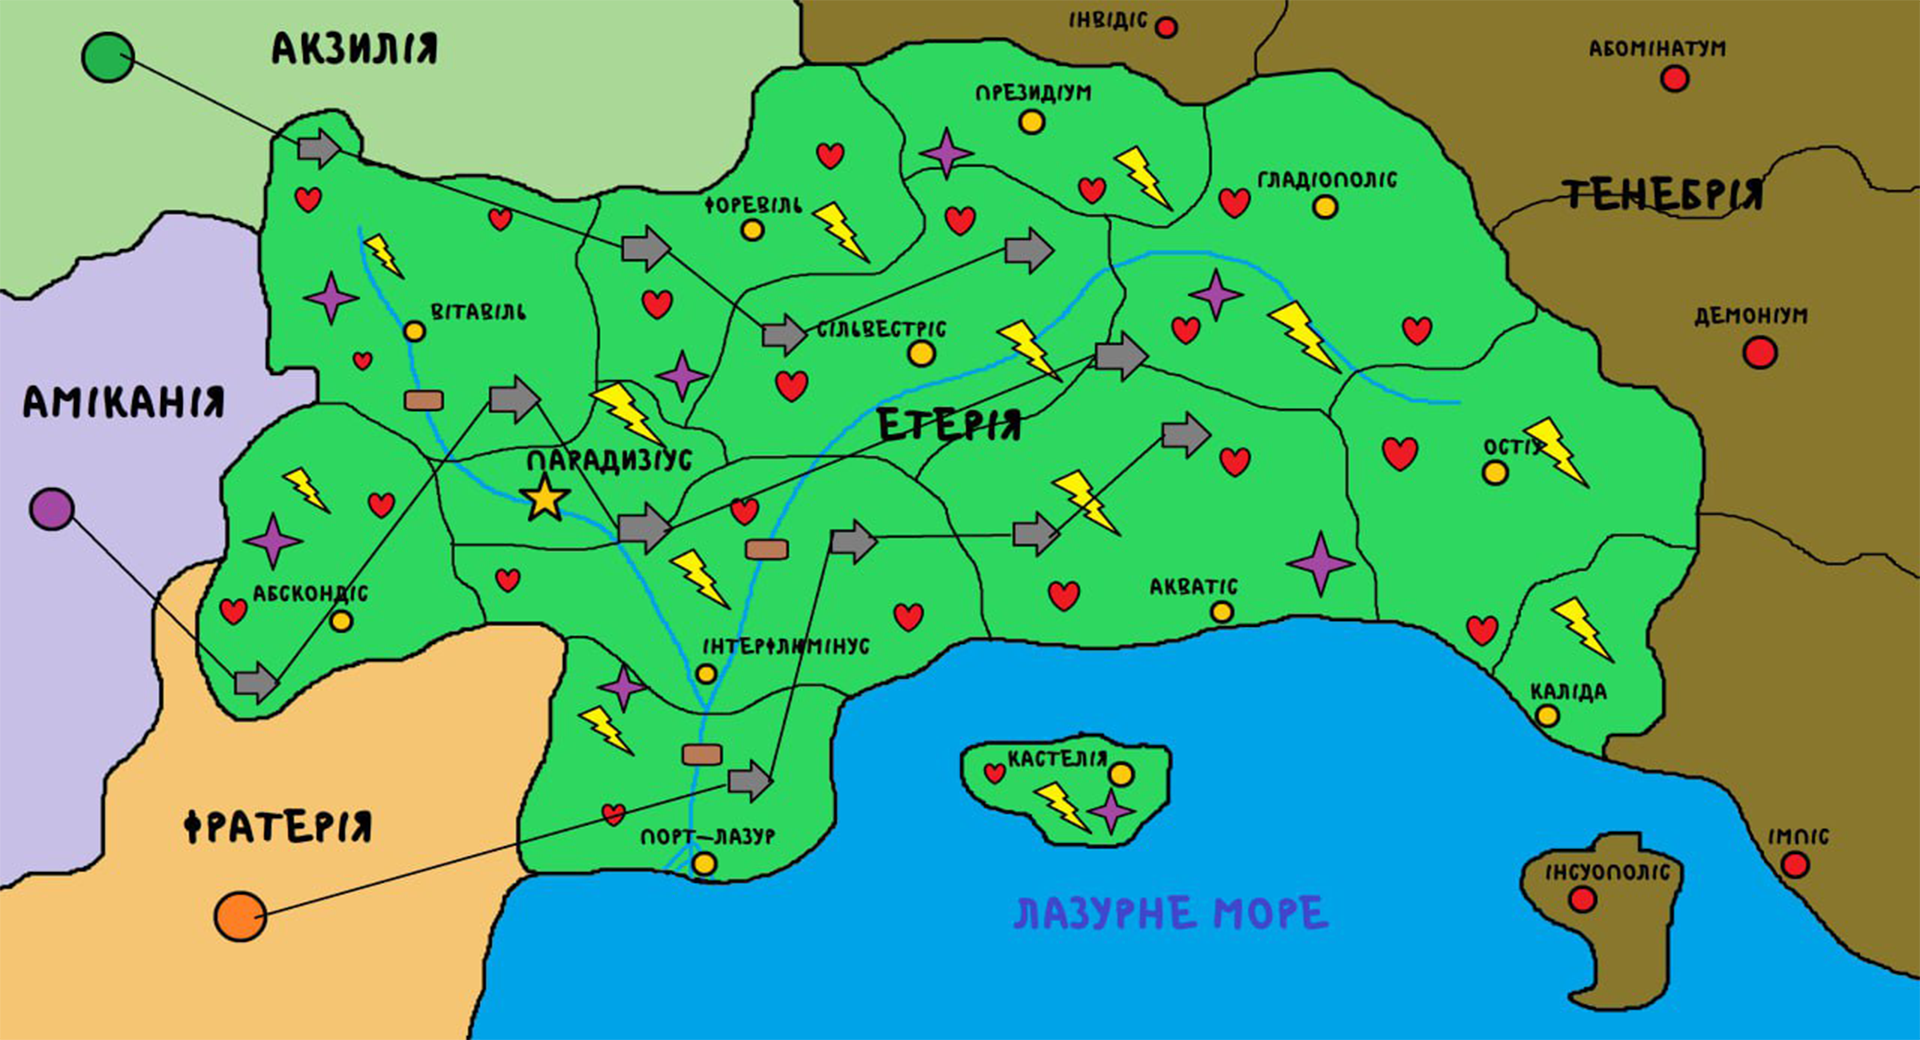 ІНВІДІС
АКЗИЛІЯ
АБОМІНАТУМ
ПРЕЗИДІУМ
ГЛАДІОПОЛІС
ТЕНЕБРІЯ
ФОРЕВІЛЬ
ВІТАВІЛЬ
СІЛЬВЕСТРІС
ДЕМОНІУМ
АМІКАНІЯ
ЕТЕРІЯ
ПАРАДИЗІУС
АБСКОНДІС
АКВАТІС
ІНТЕРФЛЮМІНУС
КАЛІДА
КАСТЕЛІЯ
ФРАТЕРІЯ
ПОРТ-ЛАЗУР
ІМПІС
ІНСУОПОЛІС
ЛАЗУРНЕ МОРЕ